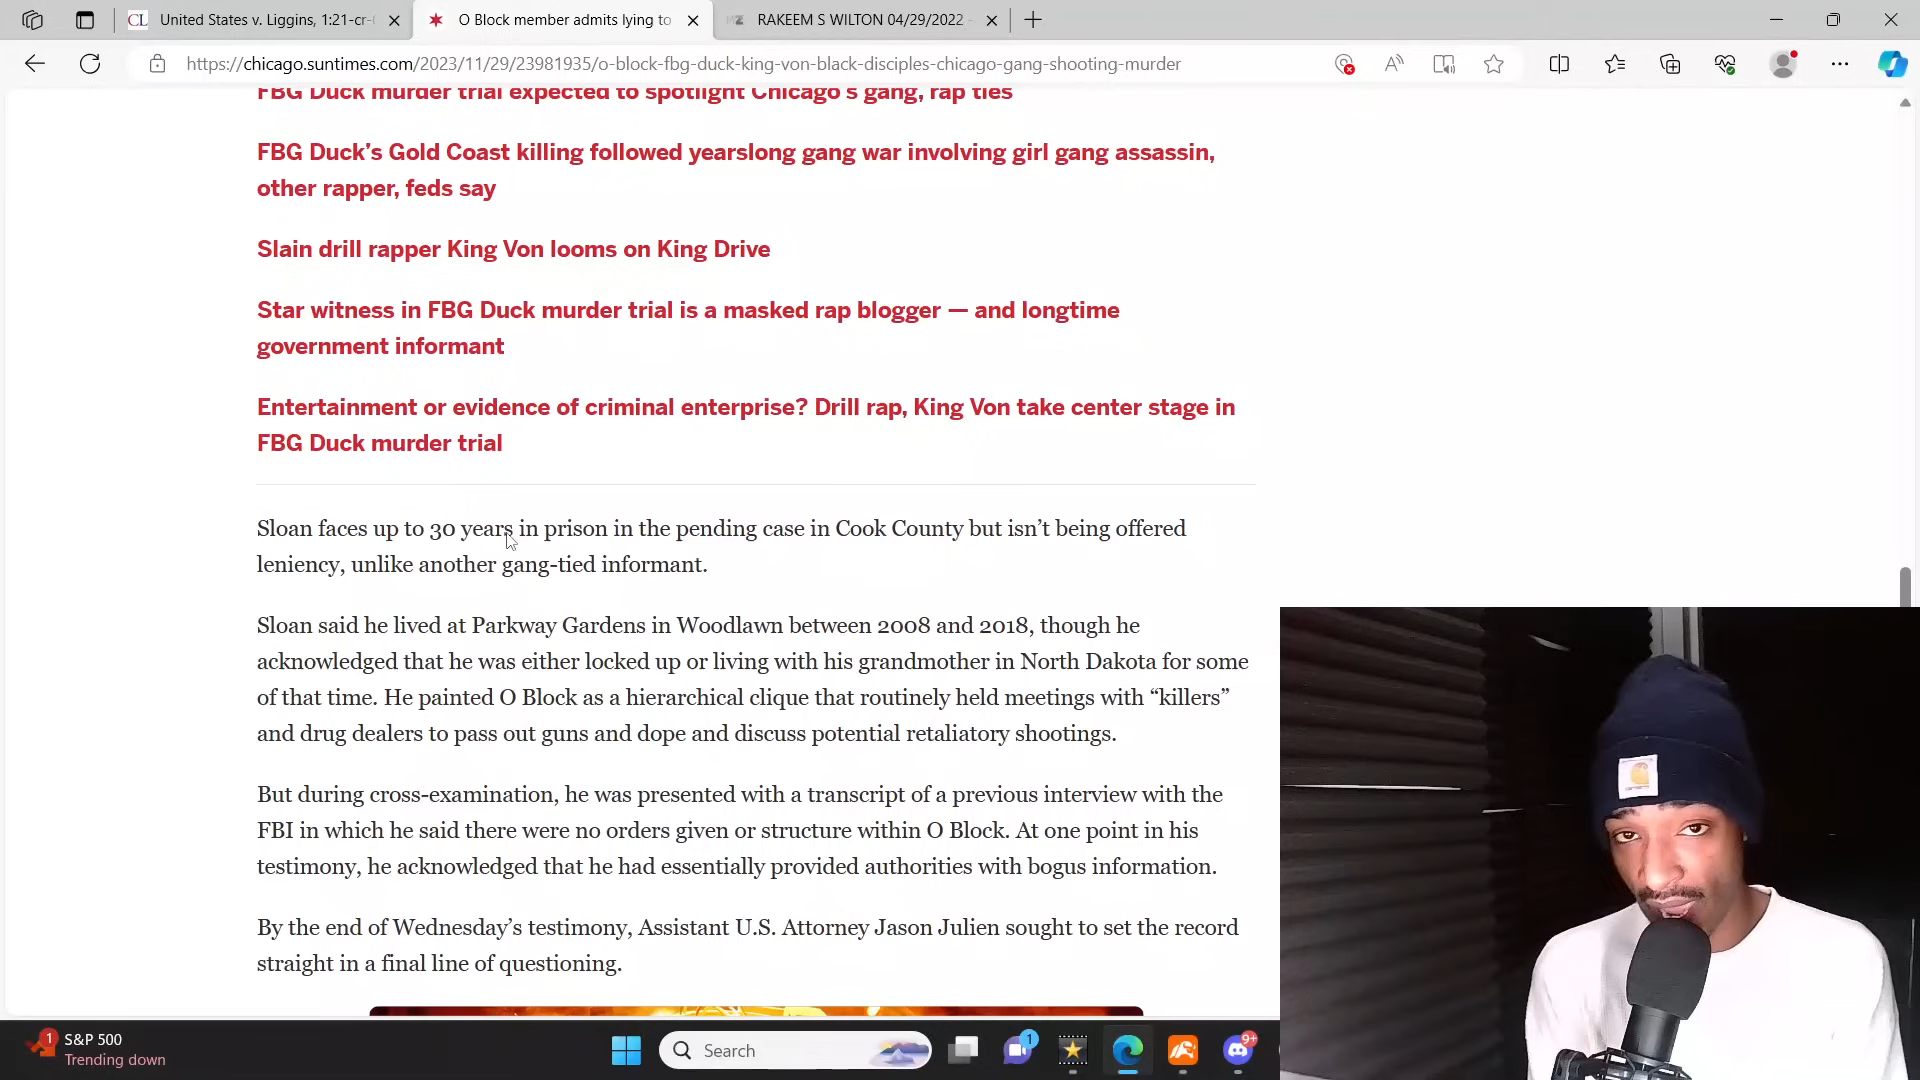 United States v. Liggins, 1:21-cr-
O Block member admits lying to
RAKEEM S WILTON 04/29/2022 -
https://chicago.suntimes.com/2023/11/29/23981935/o-block-fbg-duck-king-von-black-disciples-chicago-gang-shooting-murder
FBG Duck murder trial expected to spotlight Chicago's gang, rap ties
FBG Duck’s Gold Coast killing followed yearslong gang war involving girl gang assassin,
other rapper, feds say
Slain drill rapper King Von looms on King Drive
Star witness in FBG Duck murder trial is a masked rap blogger — and longtime
government informant
Entertainment or evidence of criminal enterprise? Drill rap, King Von take center stage in
FBG Duck murder trial
Sloan faces up to 30 years in prison in the pending case in Cook County but isn’t being offered
leniency, unlike another gang-tied informant.
Sloan said he lived at Parkway Gardens in Woodlawn between 2008 and 2018, though he
acknowledged that he was either locked up or living with his grandmother in North Dakota for some
of that time. He painted O Block as a hierarchical clique that routinely held meetings with “killers”
and drug dealers to pass out guns and dope and discuss potential retaliatory shootings.
But during cross-examination, he was presented with a transcript of a previous interview with the
FBI in which he said there were no orders given or structure within O Block. At one point in his
testimony, he acknowledged that he had essentially provided authorities with bogus information.
By the end of Wednesday’s testimony, Assistant U.S. Attorney Jason Julien sought to set the record
straight in a final line of questioning.
1
S&P 500
Trending down
Search
1
9+